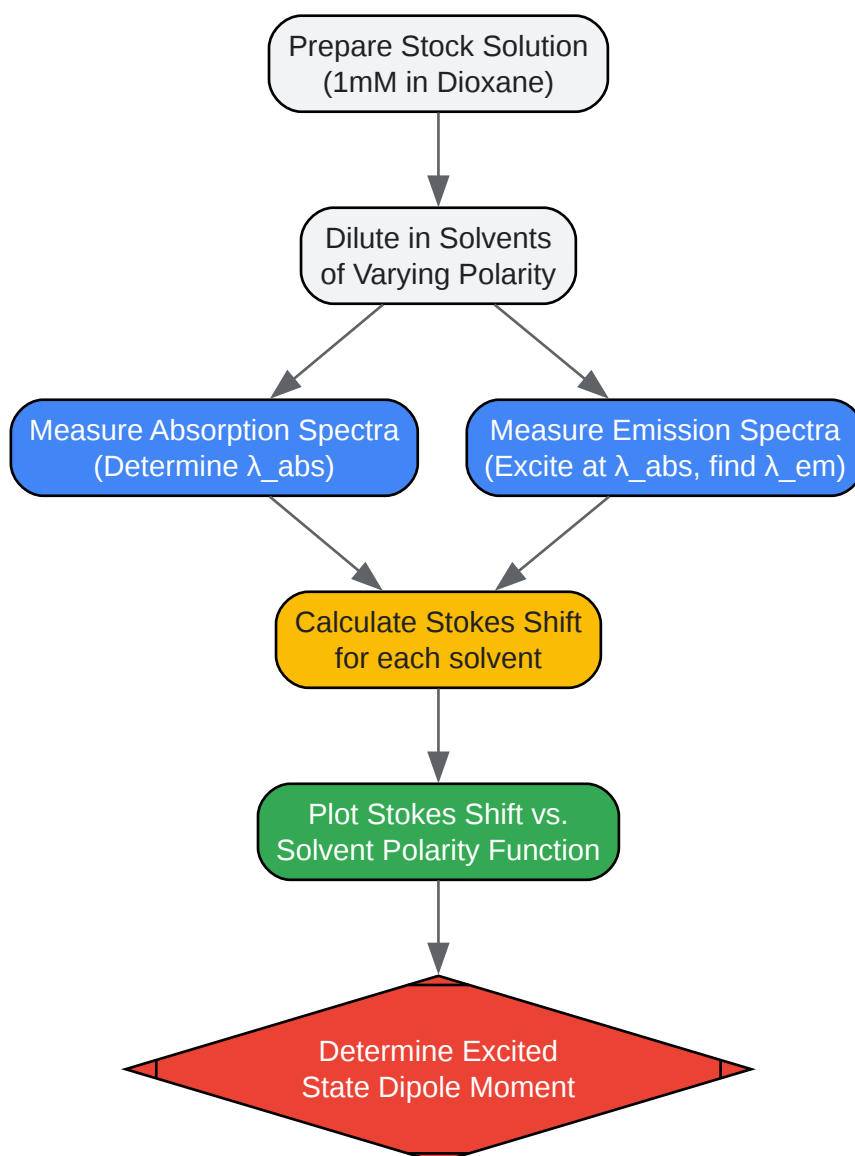 Prepare Stock Solution
(1mM in Dioxane)
Dilute in Solvents
of Varying Polarity
Measure Absorption Spectra
(Determine λ_abs)
Measure Emission Spectra
(Excite at λ_abs, find λ_em)
Calculate Stokes Shift
for each solvent
Plot Stokes Shift vs.
Solvent Polarity Function
Determine Excited
State Dipole Moment